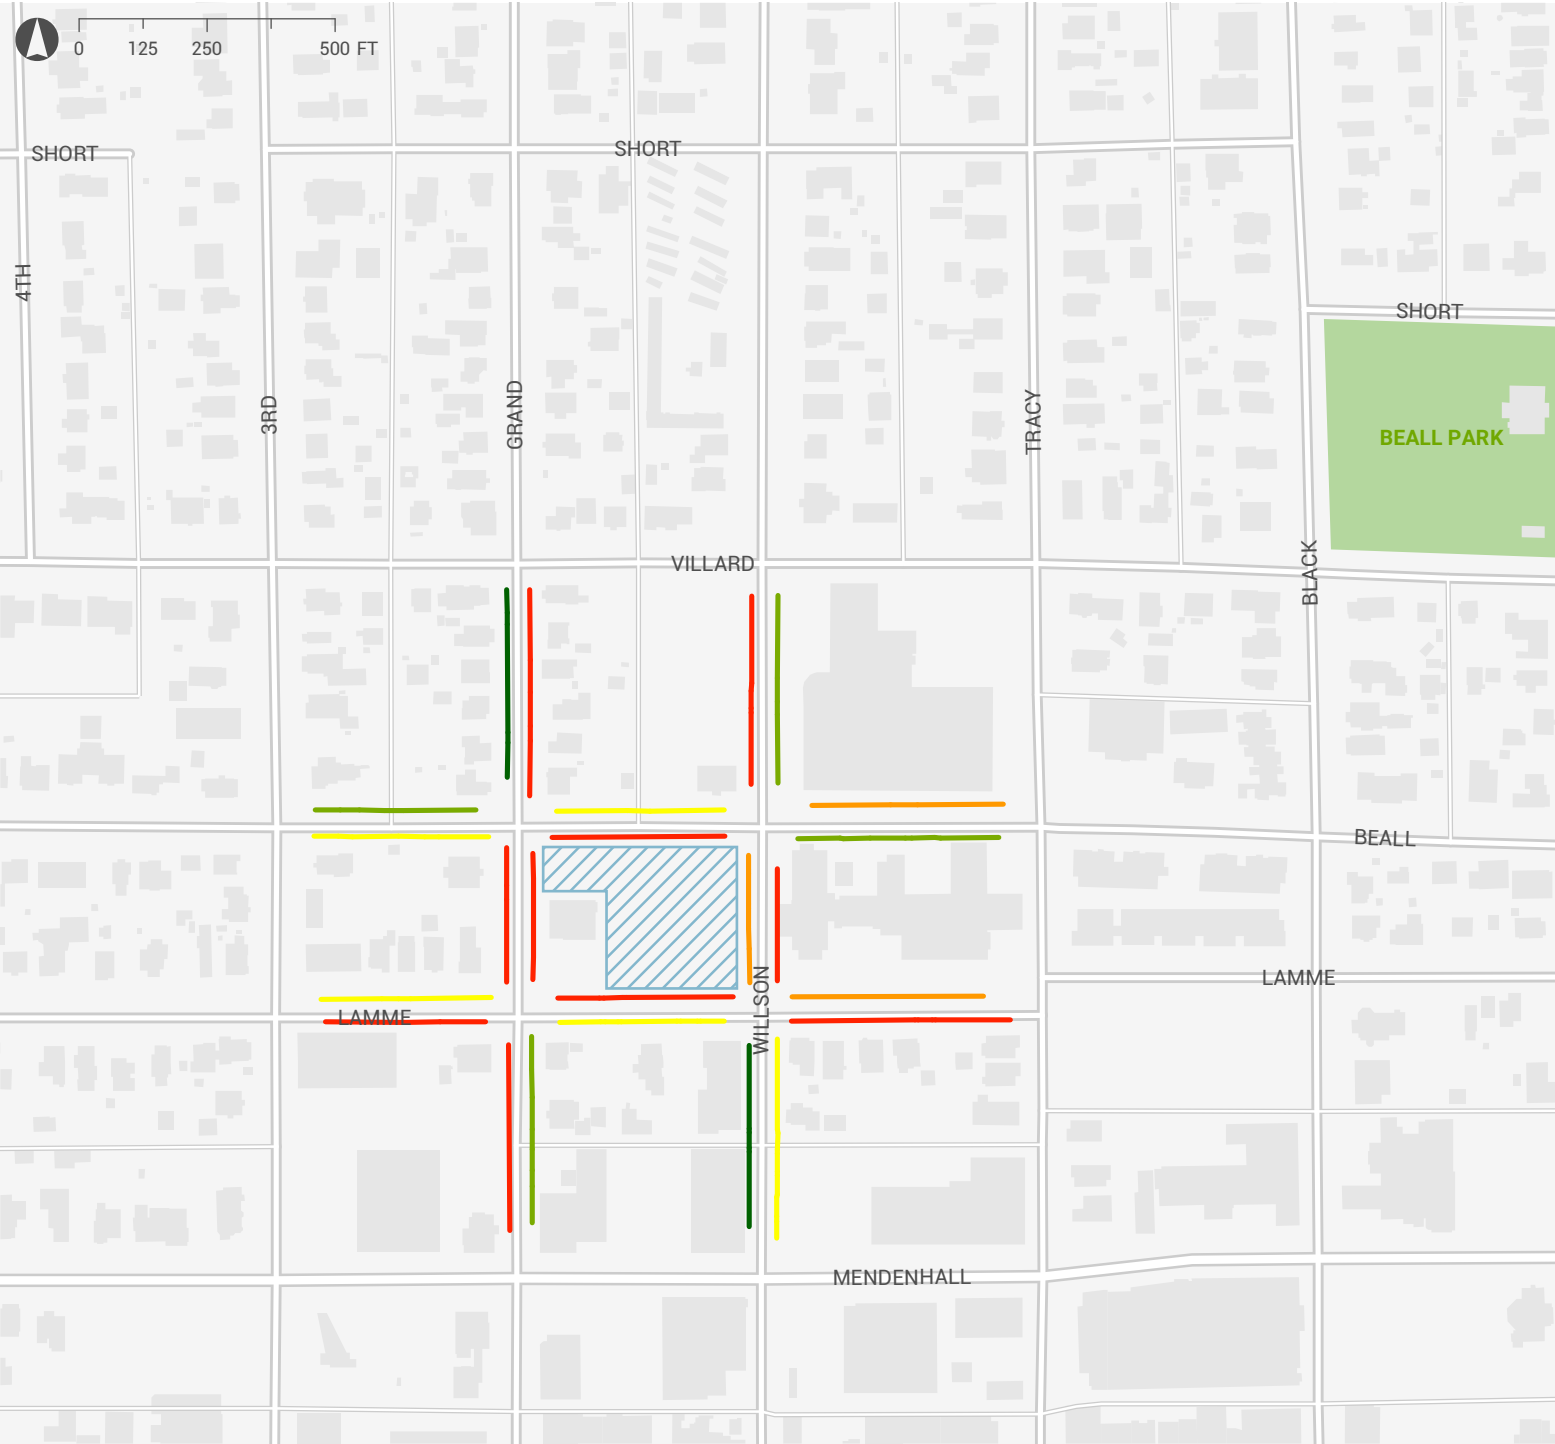 0 125 250 500 FT
SHORT
SHORT
4TH
SHORT
3RD
GRAND
TRACY
BEALL PARK
VILLARD
BLACK
BEALL
LAMME
LAMME
WILLSON
MENDENHALL